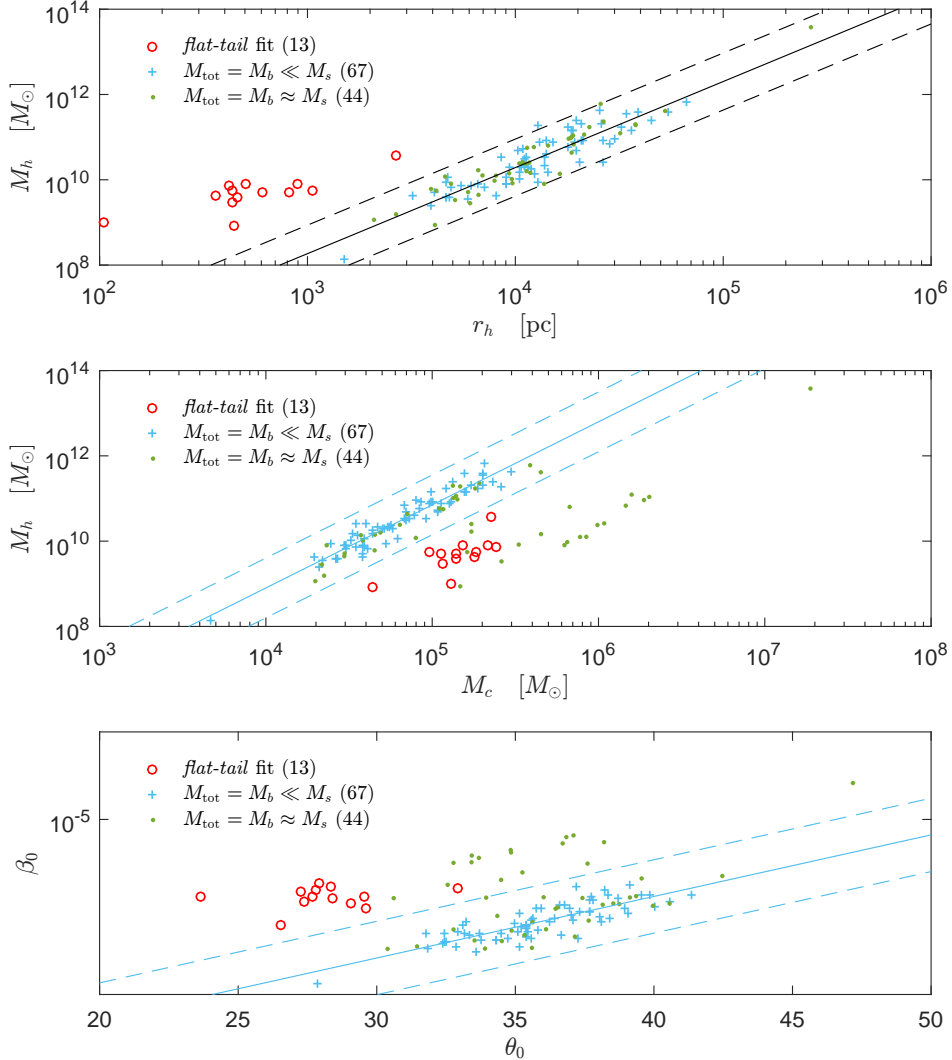 10^14
10^12
10^10
10^8
M_h [M_⊙]
flat-tail fit (13)
M_tot = M_b ≪ M_s (67)
M_tot = M_b ≈ M_s (44)
10^2 10^3 10^4 10^5 10^6
r_h [pc]
10^14
10^12
10^10
10^8
M_h [M_⊙]
flat-tail fit (13)
M_tot = M_b ≪ M_s (67)
M_tot = M_b ≈ M_s (44)
10^3 10^4 10^5 10^6 10^7 10^8
M_c [M_⊙]
10^-5
β_0
flat-tail fit (13)
M_tot = M_b ≪ M_s (67)
M_tot = M_b ≈ M_s (44)
20 25 30 35 40 45 50
θ_0